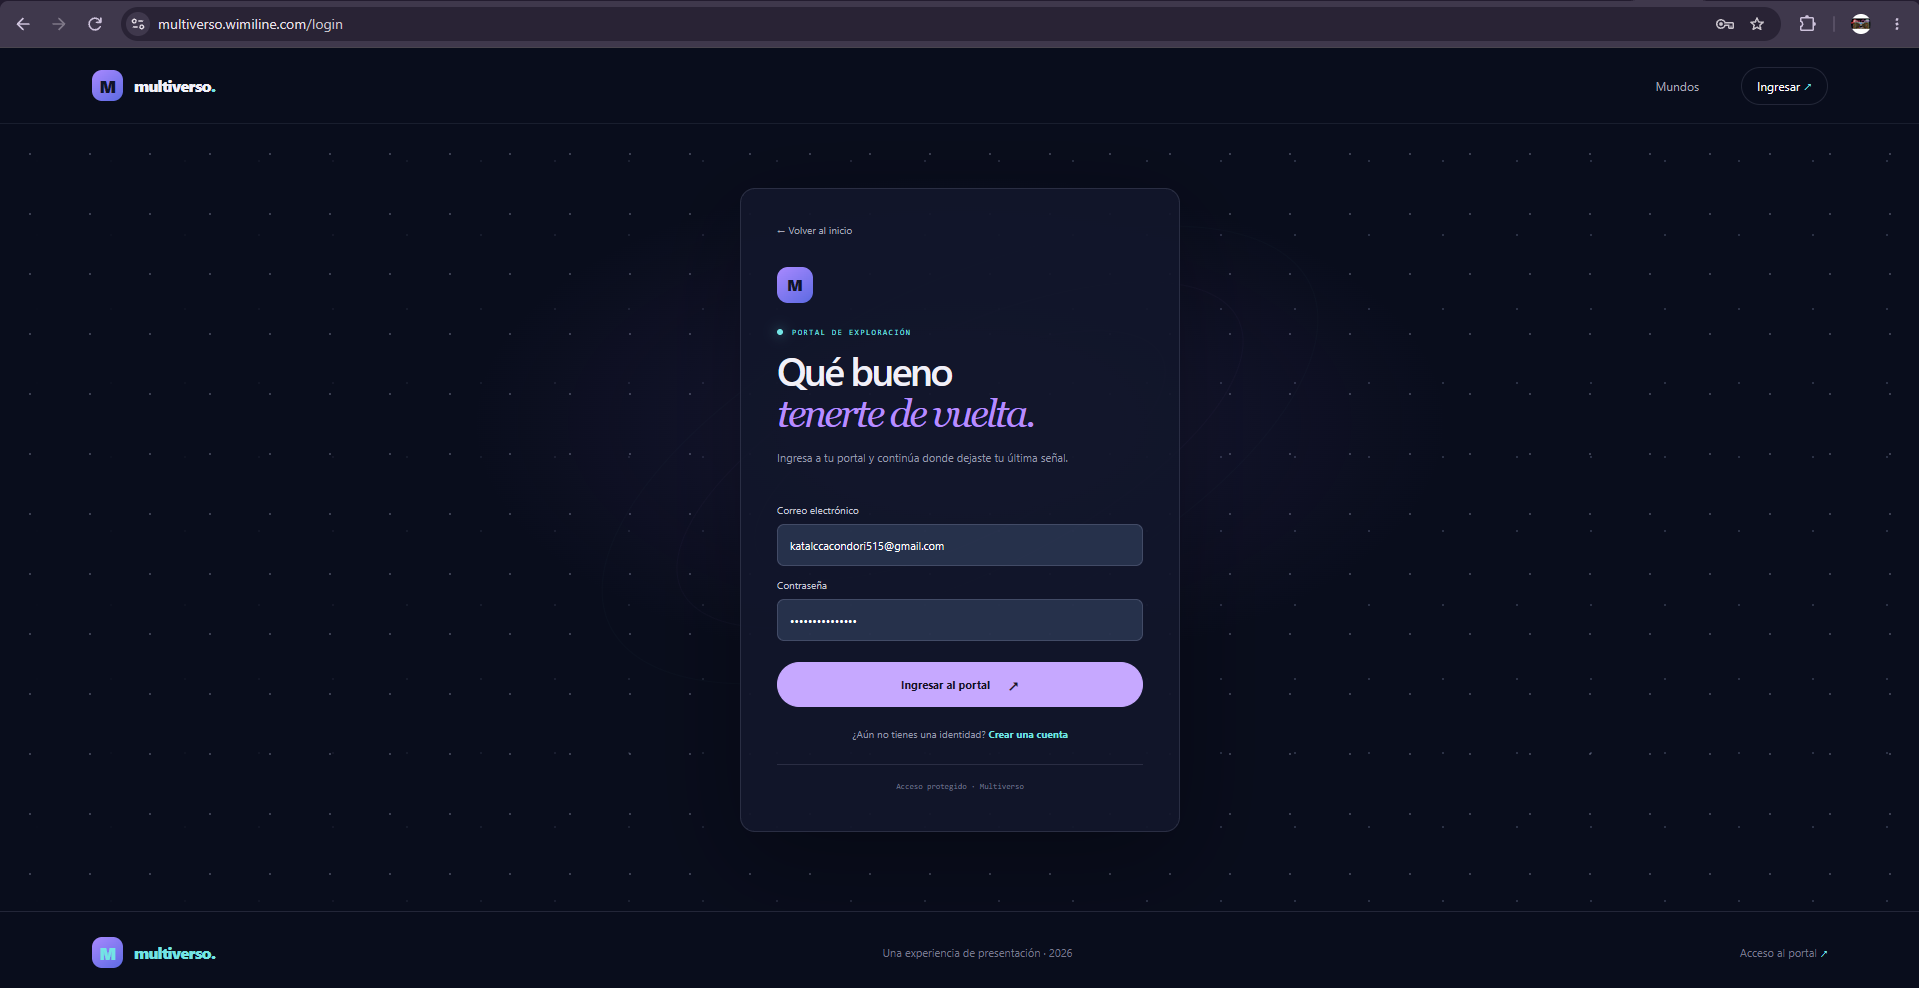 multiverso.wimiline.com/login
M multiverso.
Mundos
Ingresar ↗
← Volver al inicio
M
PORTAL DE EXPLORACIÓN
Qué bueno
tenerte de vuelta.
Ingresa a tu portal y continúa donde dejaste tu última señal.
Correo electrónico
katalccacondori515@gmail.com
Contraseña
•••••••••••••••
Ingresar al portal ↗
¿Aún no tienes una identidad? Crear una cuenta
Acceso protegido · Multiverso
M multiverso.
Una experiencia de presentación · 2026
Acceso al portal ↗